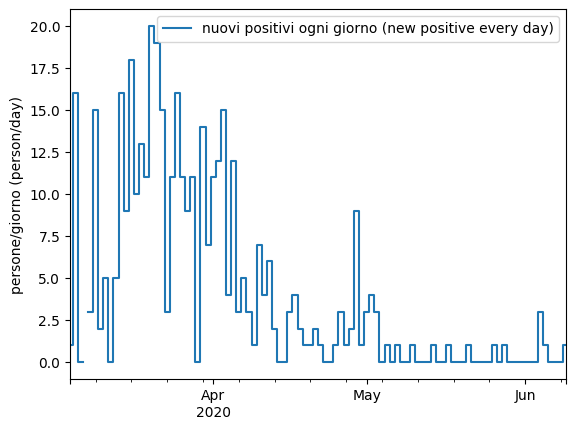 nuovi positivi ogni giorno (new positive every day)
persone/giorno (person/day)
20.0
17.5
15.0
12.5
10.0
7.5
5.0
2.5
0.0
Apr
May
Jun
2020